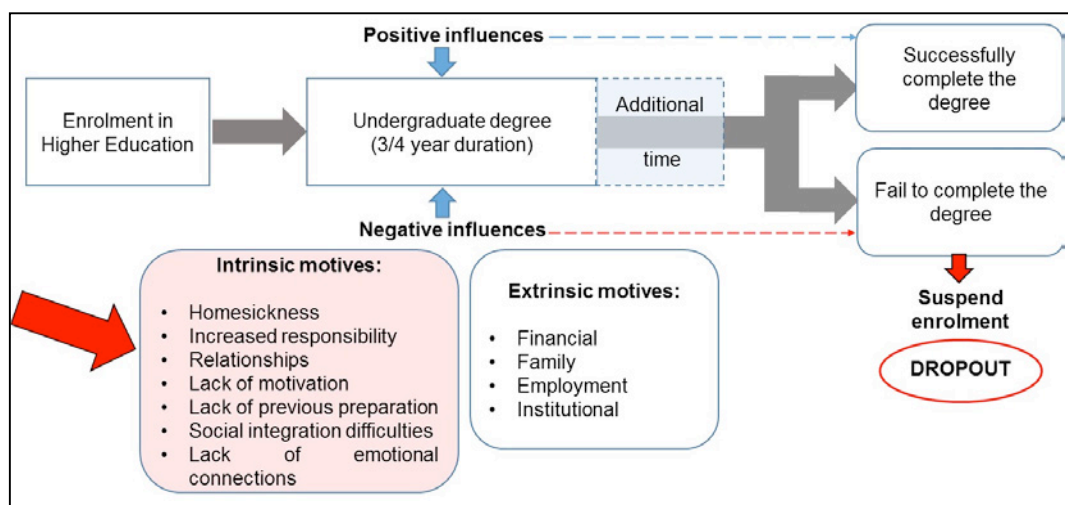 Positive influences
Successfully
complete the
degree
Enrolment in
Higher Education
Undergraduate degree
(3/4 year duration)
Additional
time
Fail to complete the
degree
Negative influences
Intrinsic motives:
• Homesickness
• Increased responsibility
• Relationships
• Lack of motivation
• Lack of previous preparation
• Social integration difficulties
• Lack of emotional
connections
Extrinsic motives:
• Financial
• Family
• Employment
• Institutional
Suspend
enrolment
DROPOUT